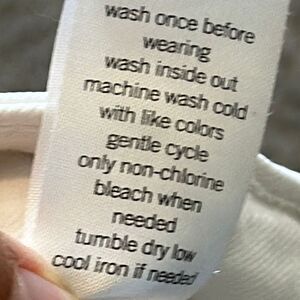 wash once before
wearing
wash inside out
machine wash cold
with like colors
gentle cycle
only non-chlorine
bleach when
needed
tumble dry low
cool iron if needed